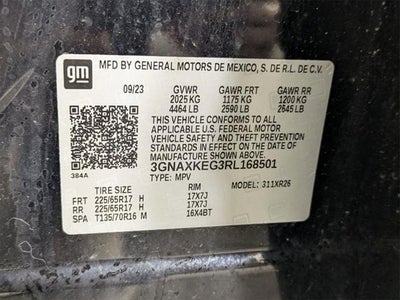 gm
MFD BY GENERAL MOTORS DE MEXICO, S. DE R.L. DE C.V.
09/23 GVWR GAWR FRT GAWR RR
2025 KG 1175 KG 1200 KG
4464 LB 2590 LB 2645 LB
THIS VEHICLE CONFORMS TO ALL
APPLICABLE U.S. FEDERAL MOTOR
VEHICLE SAFETY AND THEFT PREVENTION
STANDARDS IN EFFECT ON THE DATE
OF MANUFACTURE SHOWN ABOVE.
3GNAXKEG3RL168501
384A TYPE: MPV MODEL: 311XR26
TIRE SIZE RIM
FRT 225/65R17 H 17X7J
RR 225/65R17 H 17X7J
SPA T135/70R16 M 16X4BT